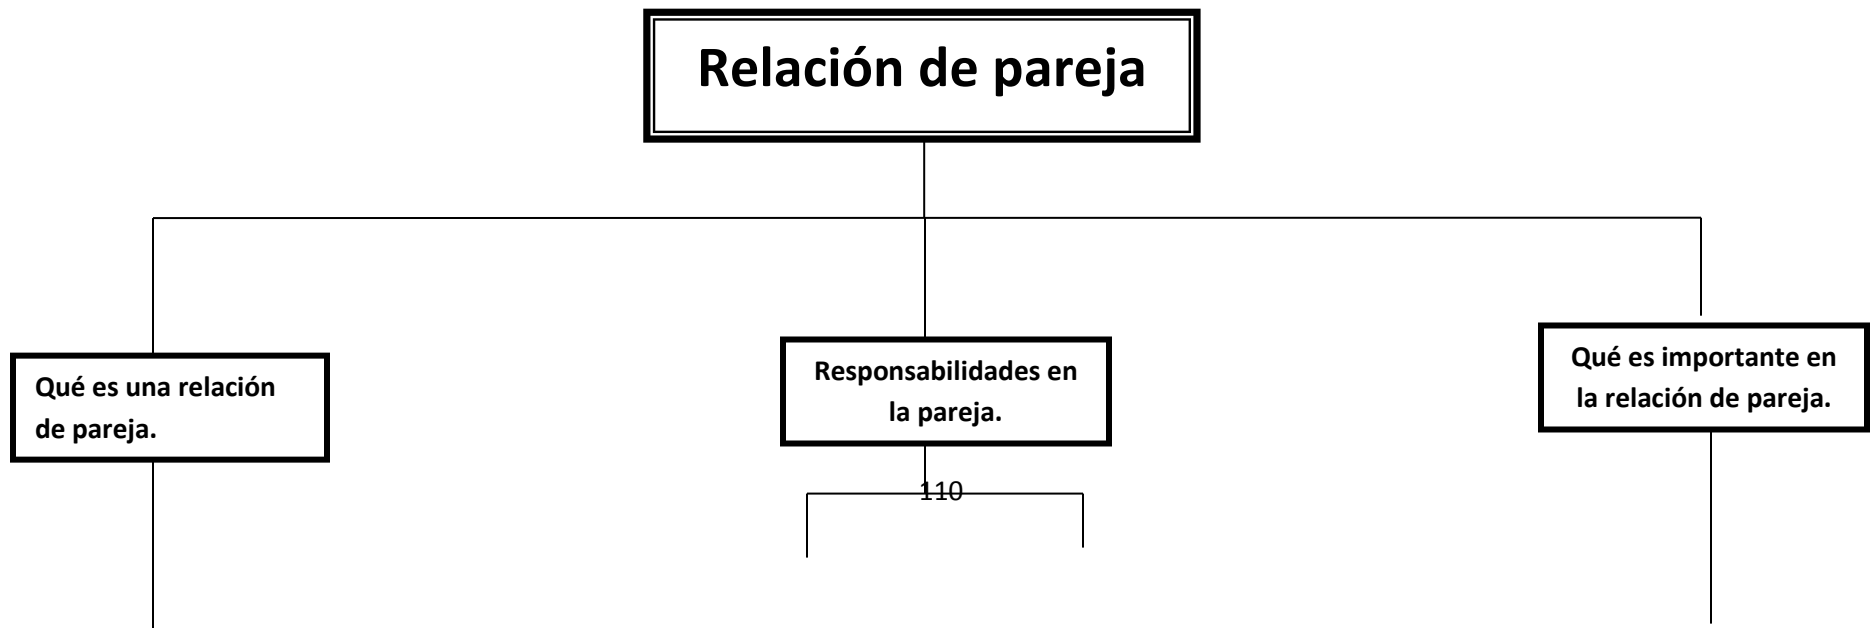 Relación de pareja
Qué es una relación
de pareja.
Responsabilidades en
la pareja.
Qué es importante en
la relación de pareja.
110